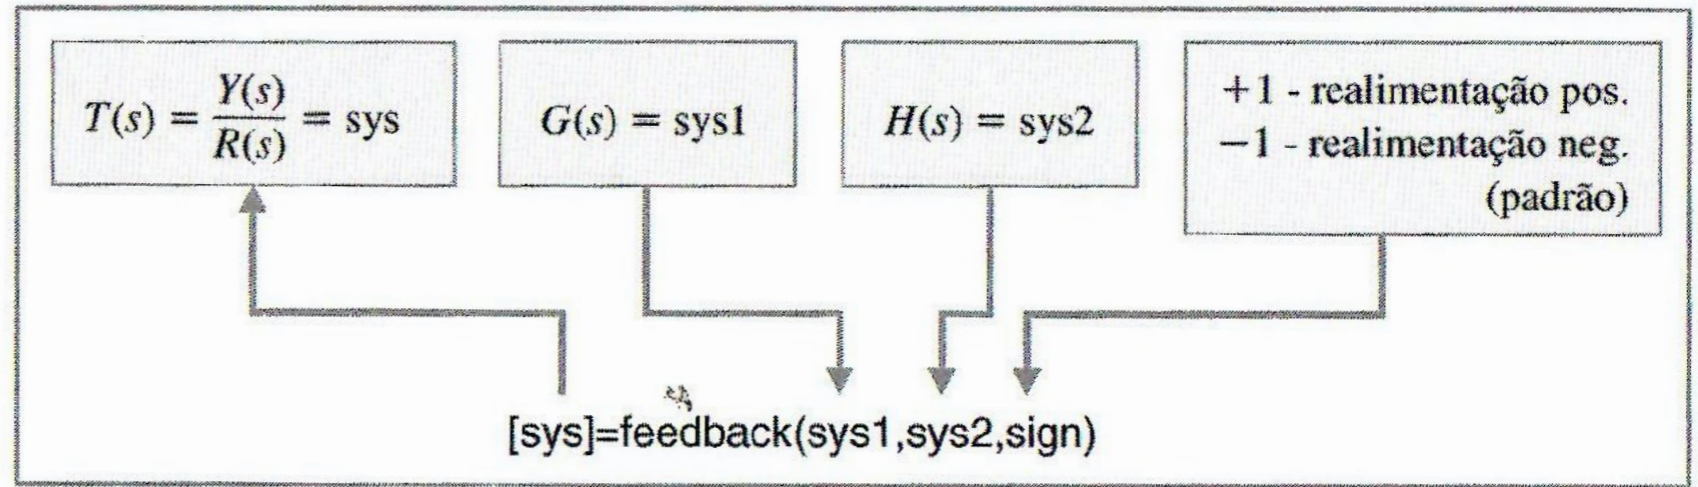 T(s) = Y(s)/R(s) = sys
G(s) = sys1
H(s) = sys2
+1 - realimentação pos.
−1 - realimentação neg.
(padrão)
[sys]=feedback(sys1,sys2,sign)